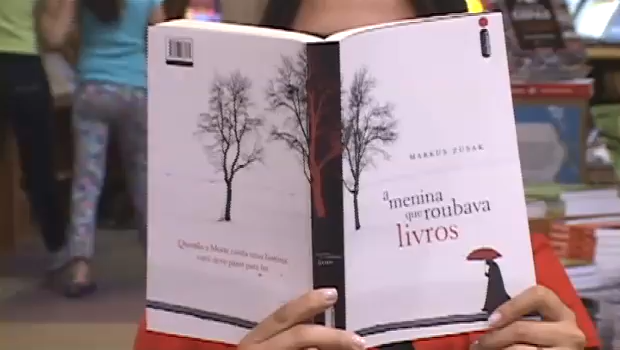 Quando a Morte conta uma história,
você deve parar para ler.
MARKUS ZUSAK
a menina
que roubava
livros